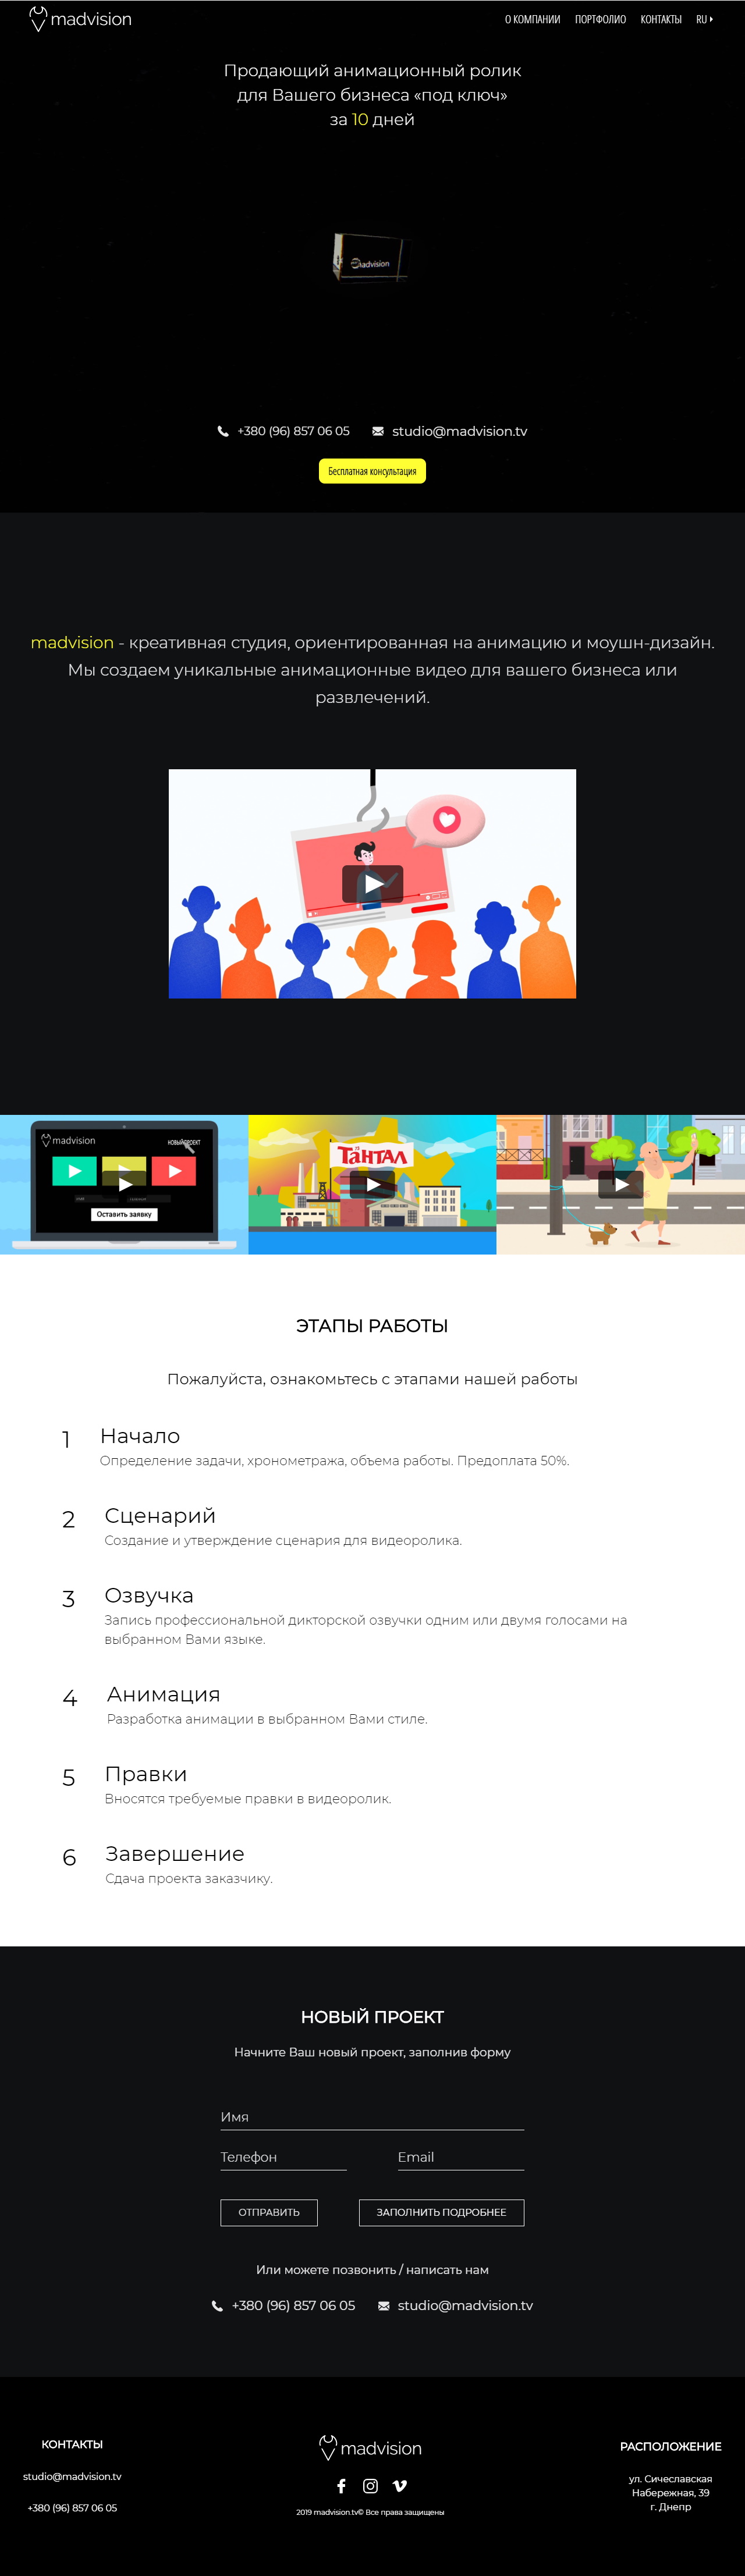 madvision
О КОМПАНИИ ПОРТФОЛИО КОНТАКТЫ RU
Продающий анимационный ролик
для Вашего бизнеса «под ключ»
за 10 дней
madvision
+380 (96) 857 06 05 studio@madvision.tv
Бесплатная консультация
madvision - креативная студия, ориентированная на анимацию и моушн-дизайн.
Мы создаем уникальные анимационные видео для вашего бизнеса или
развлечений.
madvision
НОВЫЙ ПРОЕКТ
Оставить заявку
Тантал
ЭТАПЫ РАБОТЫ
Пожалуйста, ознакомьтесь с этапами нашей работы
1 Начало
Определение задачи, хронометража, объема работы. Предоплата 50%.
2 Сценарий
Создание и утверждение сценария для видеоролика.
3 Озвучка
Запись профессиональной дикторской озвучки одним или двумя голосами на
выбранном Вами языке.
4 Анимация
Разработка анимации в выбранном Вами стиле.
5 Правки
Вносятся требуемые правки в видеоролик.
6 Завершение
Сдача проекта заказчику.
НОВЫЙ ПРОЕКТ
Начните Ваш новый проект, заполнив форму
Имя
Телефон Email
ОТПРАВИТЬ ЗАПОЛНИТЬ ПОДРОБНЕЕ
Или можете позвонить / написать нам
+380 (96) 857 06 05 studio@madvision.tv
КОНТАКТЫ
studio@madvision.tv
+380 (96) 857 06 05
madvision
2019 madvision.tv© Все права защищены
РАСПОЛОЖЕНИЕ
ул. Сичеславская
Набережная, 39
г. Днепр